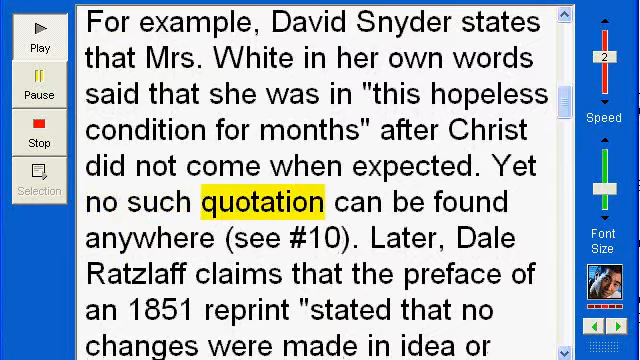 Play
Pause
Stop
Selection
For example, David Snyder states
that Mrs. White in her own words
said that she was in "this hopeless
condition for months" after Christ
did not come when expected. Yet
no such quotation can be found
anywhere (see #10). Later, Dale
Ratzlaff claims that the preface of
an 1851 reprint "stated that no
changes were made in idea or
2
Speed
Font
Size